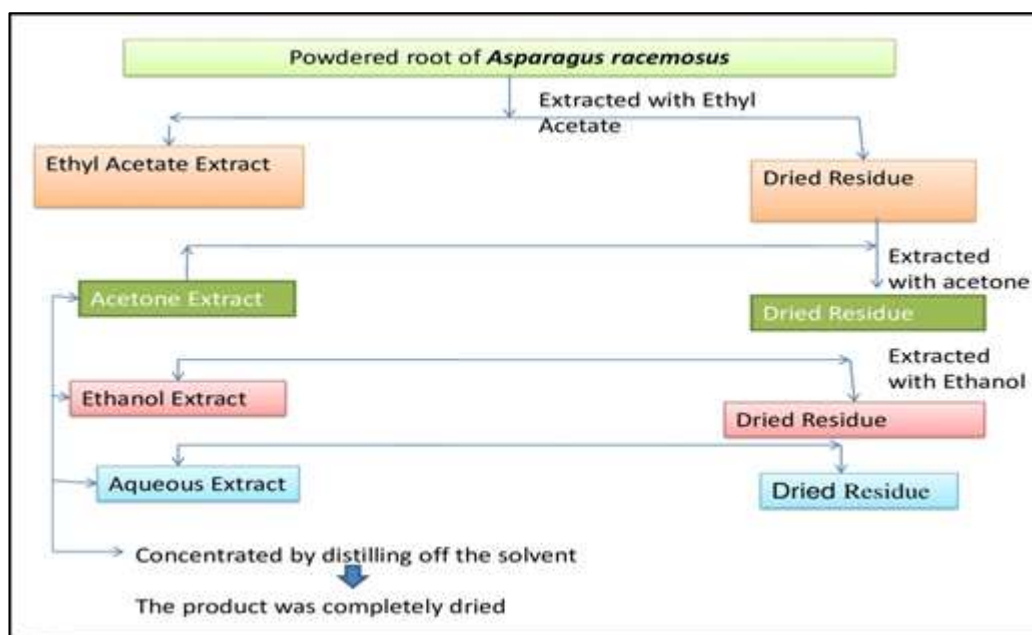 Powdered root of Asparagus racemosus
Extracted with Ethyl
Acetate
Ethyl Acetate Extract
Dried Residue
Extracted
with acetone
Acetone Extract
Dried Residue
Extracted
with Ethanol
Ethanol Extract
Dried Residue
Aqueous Extract
Dried Residue
Concentrated by distilling off the solvent
The product was completely dried